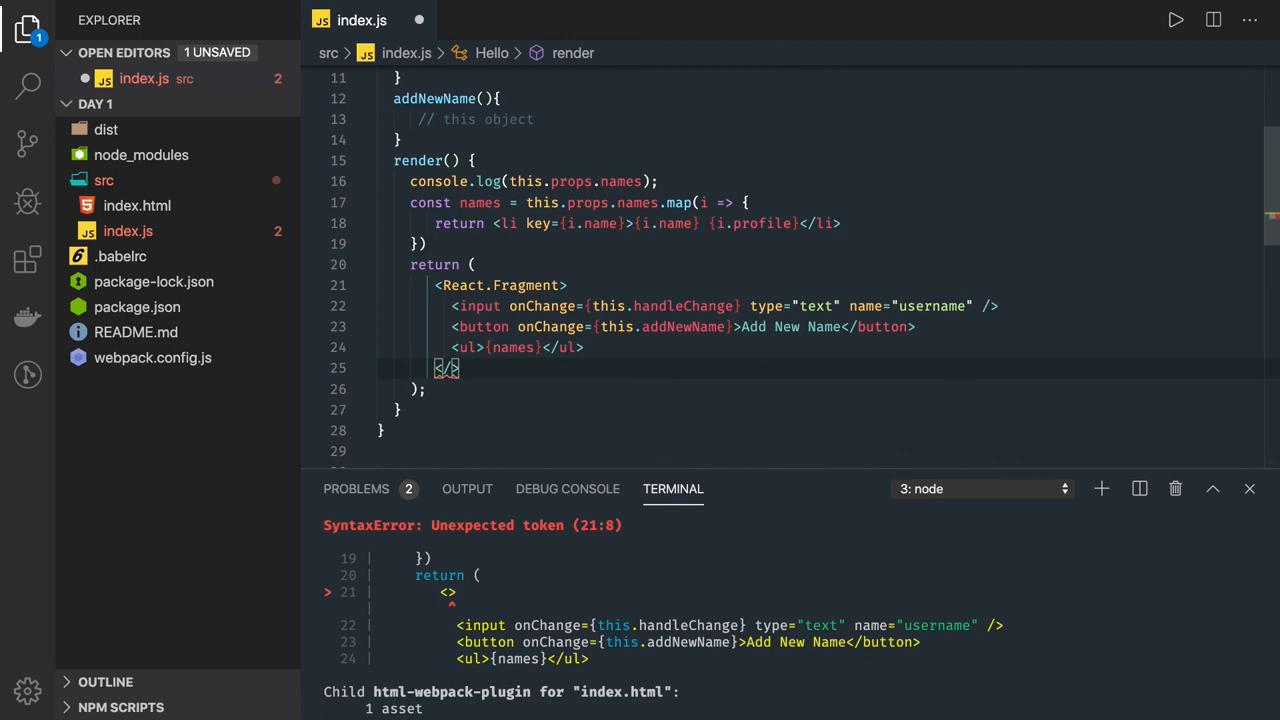 EXPLORER
OPEN EDITORS 1 UNSAVED
JS index.js src 2
DAY 1
dist
node_modules
src
index.html
JS index.js 2
.babelrc
package-lock.json
package.json
README.md
webpack.config.js
OUTLINE
NPM SCRIPTS
1
JS index.js
src > JS index.js > Hello > render
11 }
12 addNewName(){
13 // this object
14 }
15 render() {
16 console.log(this.props.names);
17 const names = this.props.names.map(i => {
18 return <li key={i.name}>{i.name} {i.profile}</li>
19 })
20 return (
21 <React.Fragment>
22 <input onChange={this.handleChange} type="text" name="username" />
23 <button onChange={this.addNewName}>Add New Name</button>
24 <ul>{names}</ul>
25 </>
26 );
27 }
28 }
29
PROBLEMS 2 OUTPUT DEBUG CONSOLE TERMINAL 3: node
SyntaxError: Unexpected token (21:8)
19 | })
20 | return (
> 21 | <>
| ^
22 | <input onChange={this.handleChange} type="text" name="username" />
23 | <button onChange={this.addNewName}>Add New Name</button>
24 | <ul>{names}</ul>
Child html-webpack-plugin for "index.html":
1 asset